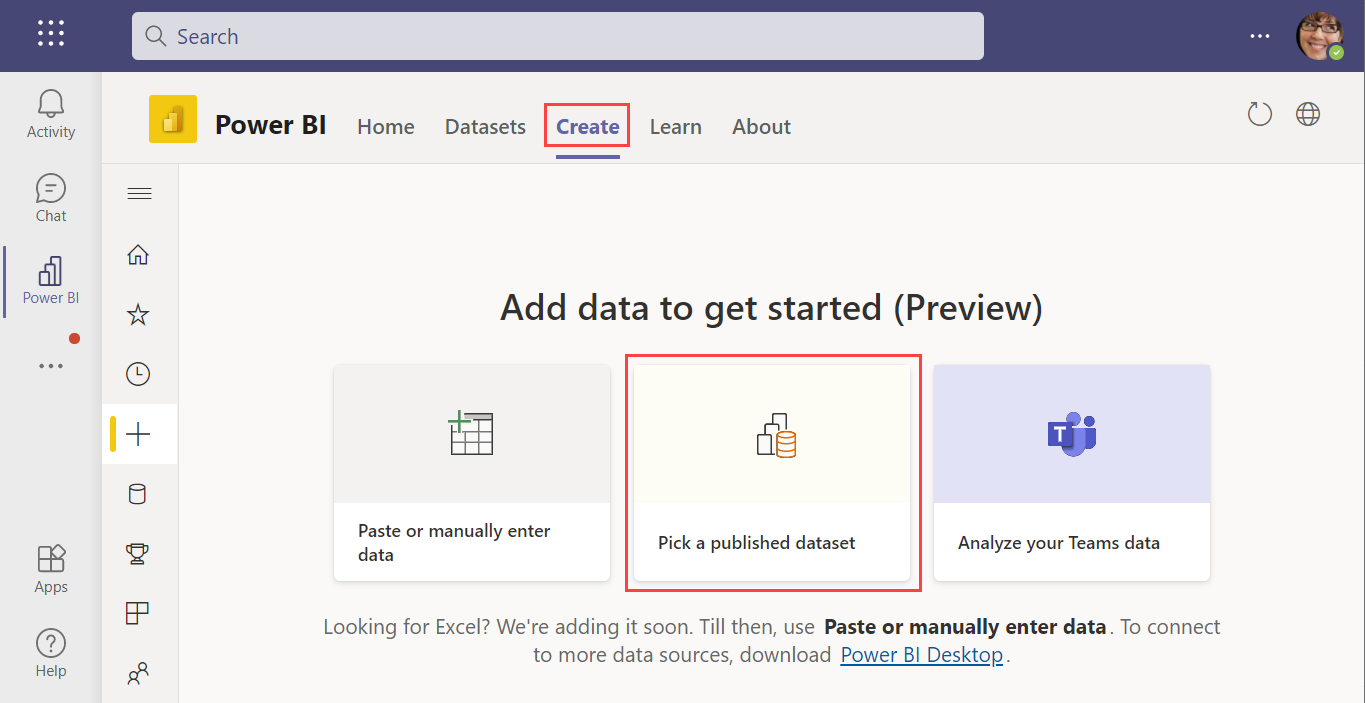 Search
Activity
Chat
Power BI
Apps
Help
Power BI
Home
Datasets
Create
Learn
About
Add data to get started (Preview)
Paste or manually enter
data
Pick a published dataset
T
Analyze your Teams data
Looking for Excel? We're adding it soon. Till then, use Paste or manually enter data. To connect
to more data sources, download Power BI Desktop.